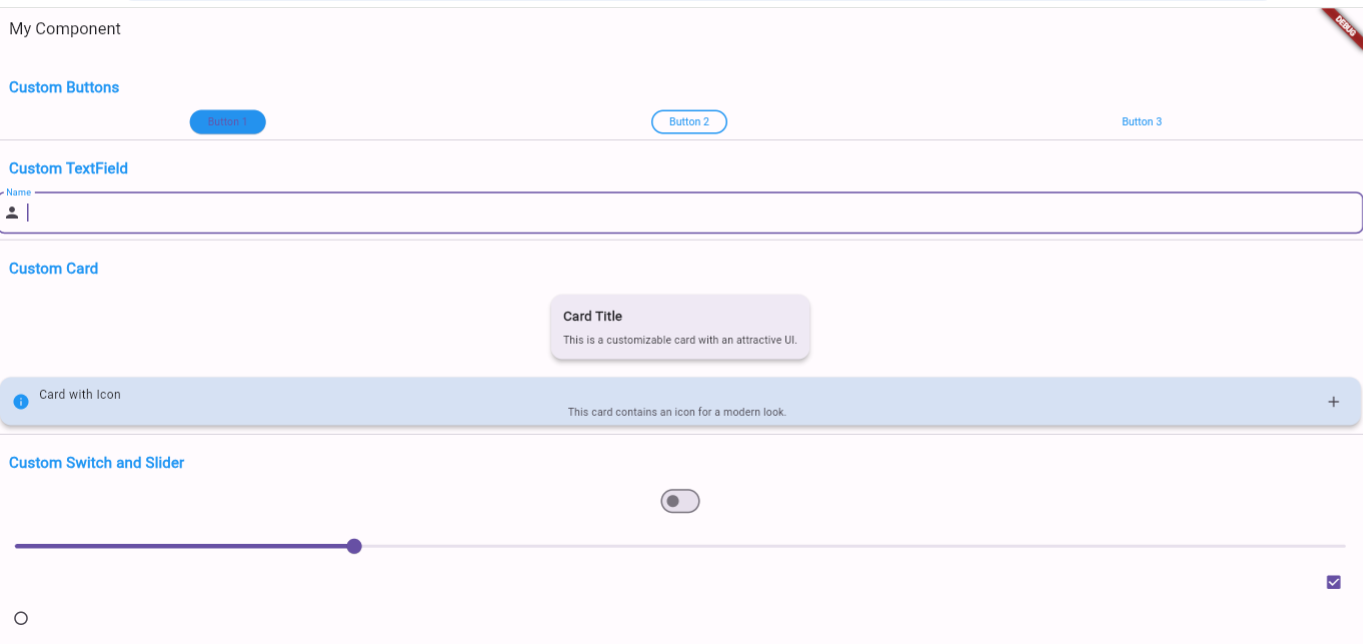 My Component
DEBUG
Custom Buttons
Button 1 Button 2 Button 3
Custom TextField
Name
Custom Card
Card Title
This is a customizable card with an attractive UI.
Card with Icon
This card contains an icon for a modern look.
Custom Switch and Slider